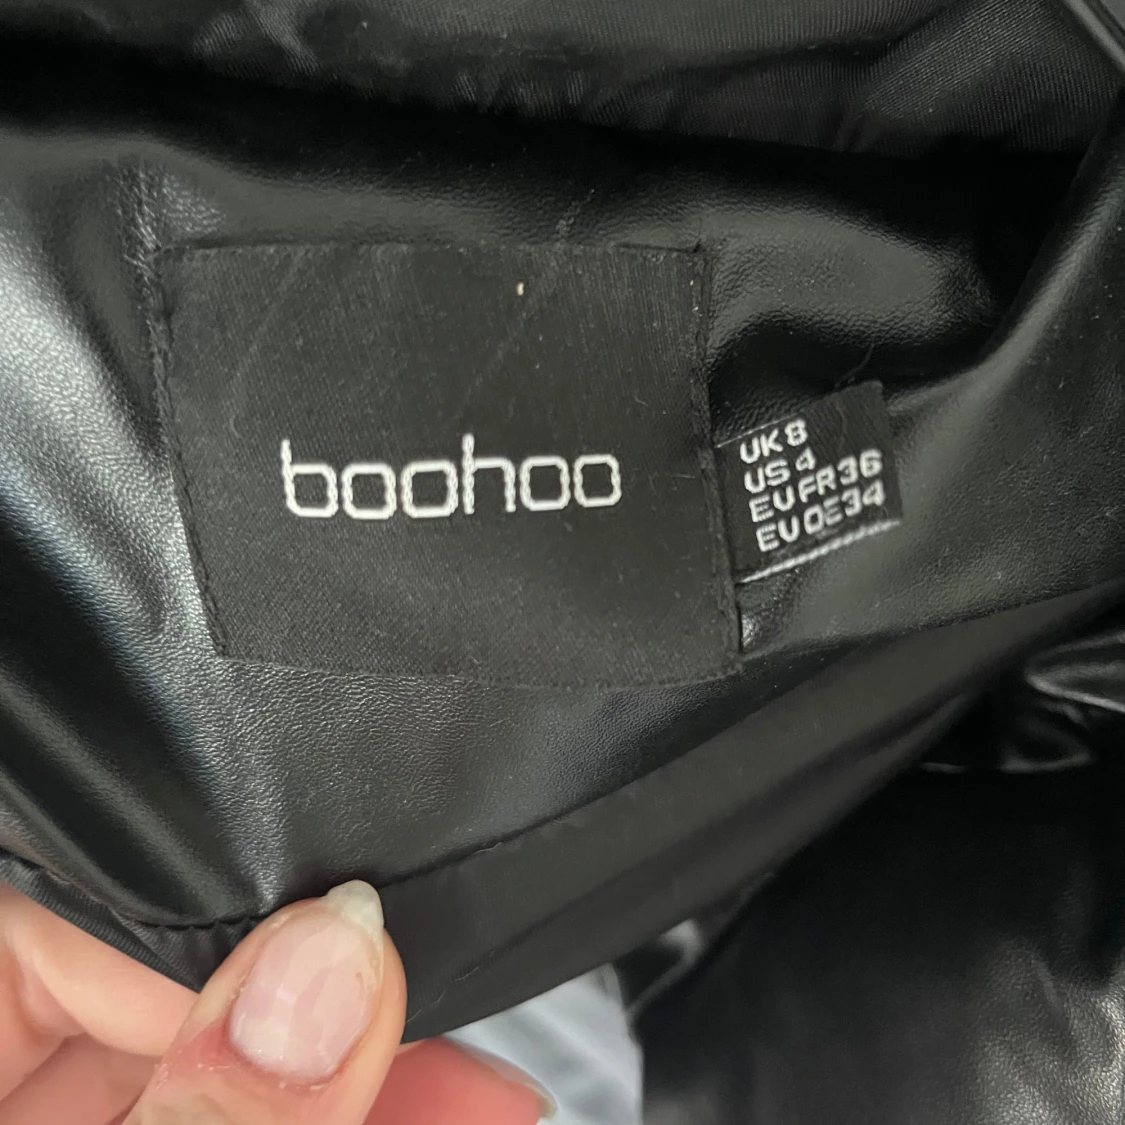 boohoo
UK 8
US 4
EU FR 36
EU DE 34